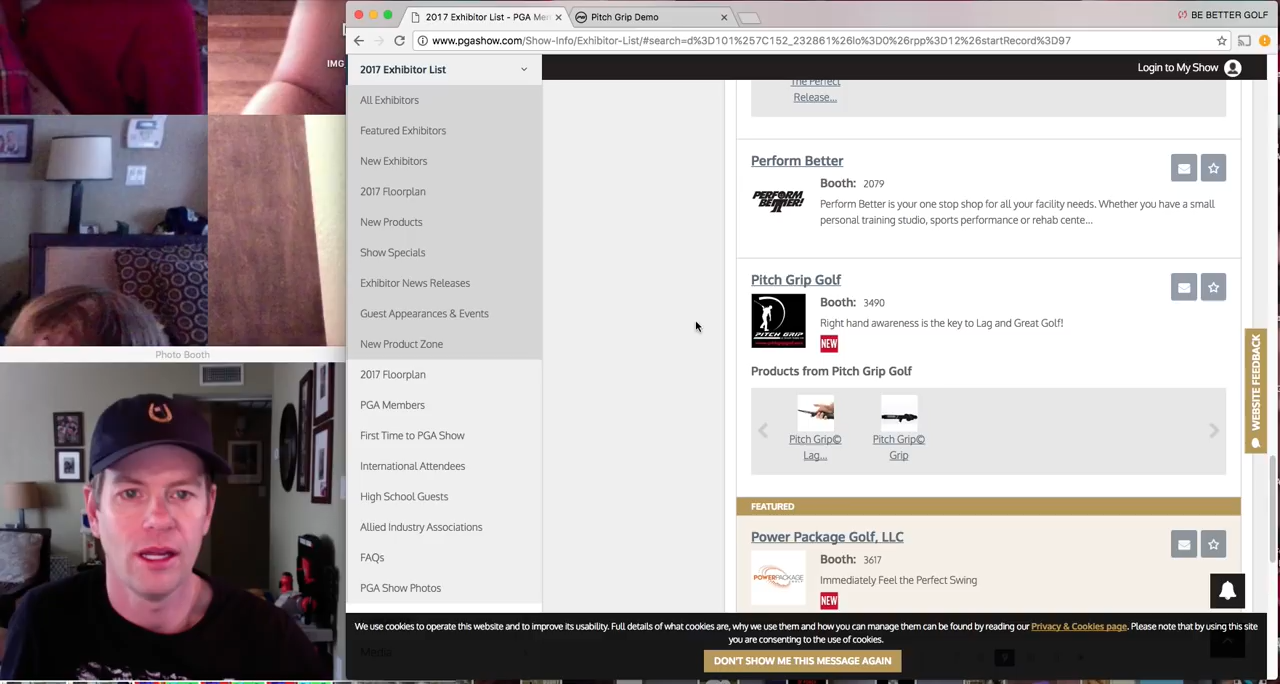 2017 Exhibitor List - PGA Mem
Pitch Grip Demo
BE BETTER GOLF
www.pgashow.com/Show-Info/Exhibitor-List/#search=d%3D101%257C152_232861%26lo%3D0%26rpp%3D12%26startRecord%3D97
IMG_
2017 Exhibitor List
Login to My Show
All Exhibitors
Featured Exhibitors
New Exhibitors
2017 Floorplan
New Products
Show Specials
Exhibitor News Releases
Guest Appearances & Events
New Product Zone
2017 Floorplan
PGA Members
First Time to PGA Show
International Attendees
High School Guests
Allied Industry Associations
FAQs
PGA Show Photos
Media
Photo Booth
The Perfect
Release...
Perform Better
Booth: 2079
PERFORM
BETTER!
Perform Better is your one stop shop for all your facility needs. Whether you have a small
personal training studio, sports performance or rehab cente...
Pitch Grip Golf
Booth: 3490
PITCH GRIP
Right hand awareness is the key to Lag and Great Golf!
NEW
Products from Pitch Grip Golf
Pitch Grip©
Lag...
Pitch Grip©
Grip
FEATURED
Power Package Golf, LLC
Booth: 3617
POWERPACKAGE
Immediately Feel the Perfect Swing
NEW
WEBSITE FEEDBACK
We use cookies to operate this website and to improve its usability. Full details of what cookies are, why we use them and how you can manage them can be found by reading our Privacy & Cookies page. Please note that by using this site
you are consenting to the use of cookies.
DON'T SHOW ME THIS MESSAGE AGAIN